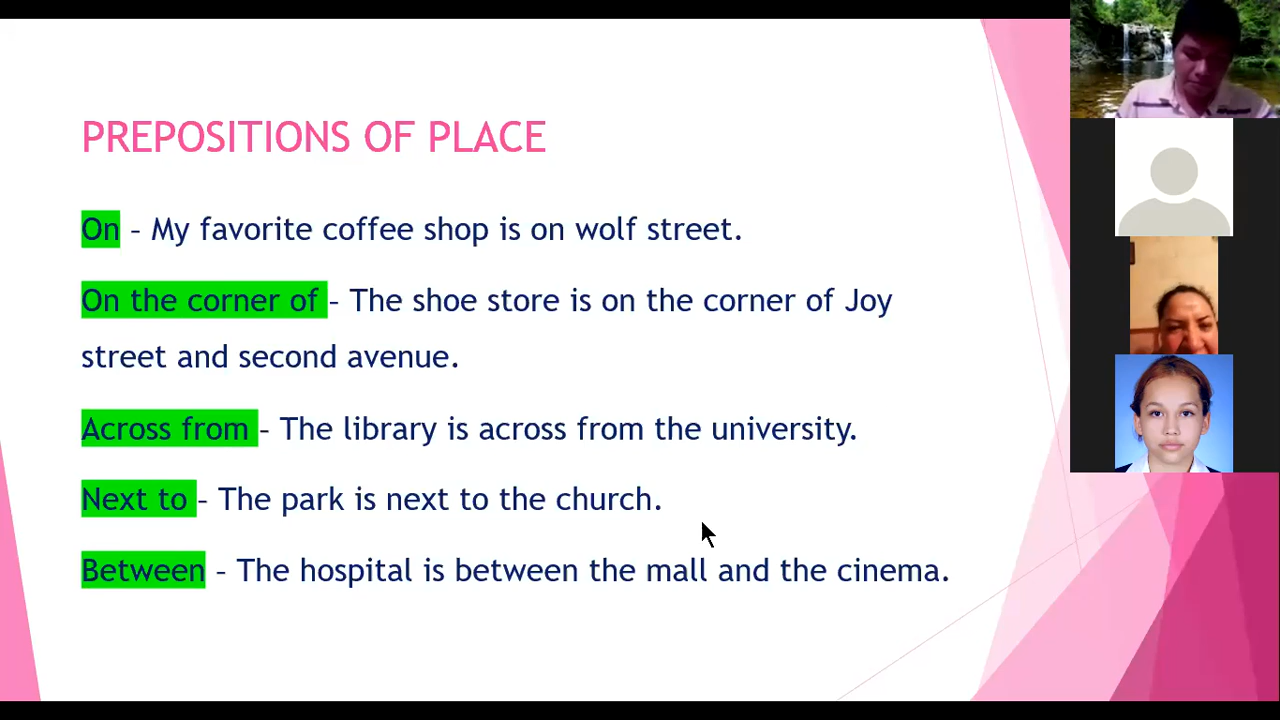 PREPOSITIONS OF PLACE
On – My favorite coffee shop is on wolf street.
On the corner of – The shoe store is on the corner of Joy
street and second avenue.
Across from – The library is across from the university.
Next to – The park is next to the church.
Between – The hospital is between the mall and the cinema.